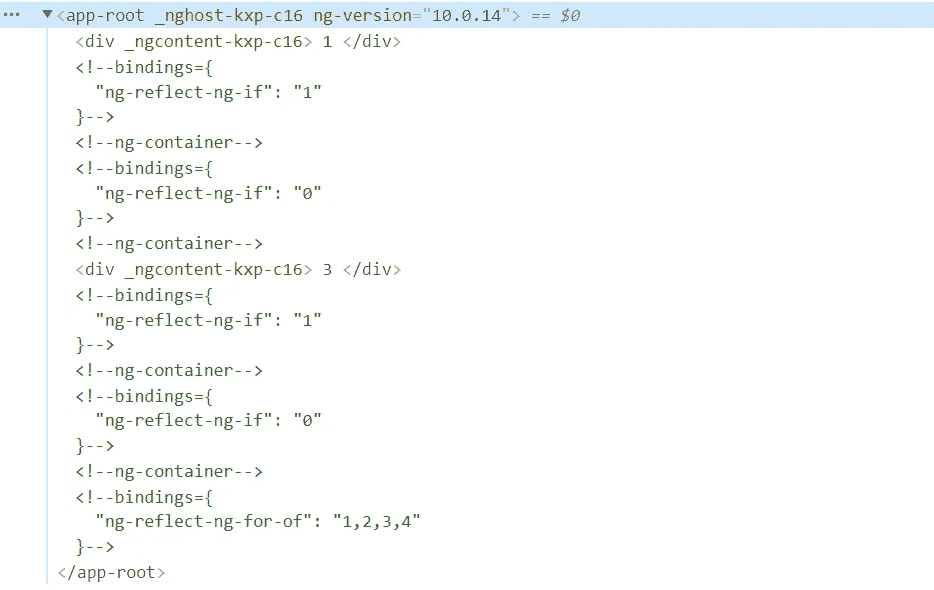 ••• ▼<app-root _nghost-kxp-c16 ng-version="10.0.14"> == $0
<div _ngcontent-kxp-c16> 1 </div>
<!--bindings={
"ng-reflect-ng-if": "1"
}-->
<!--ng-container-->
<!--bindings={
"ng-reflect-ng-if": "0"
}-->
<!--ng-container-->
<div _ngcontent-kxp-c16> 3 </div>
<!--bindings={
"ng-reflect-ng-if": "1"
}-->
<!--ng-container-->
<!--bindings={
"ng-reflect-ng-if": "0"
}-->
<!--ng-container-->
<!--bindings={
"ng-reflect-ng-for-of": "1,2,3,4"
}-->
</app-root>